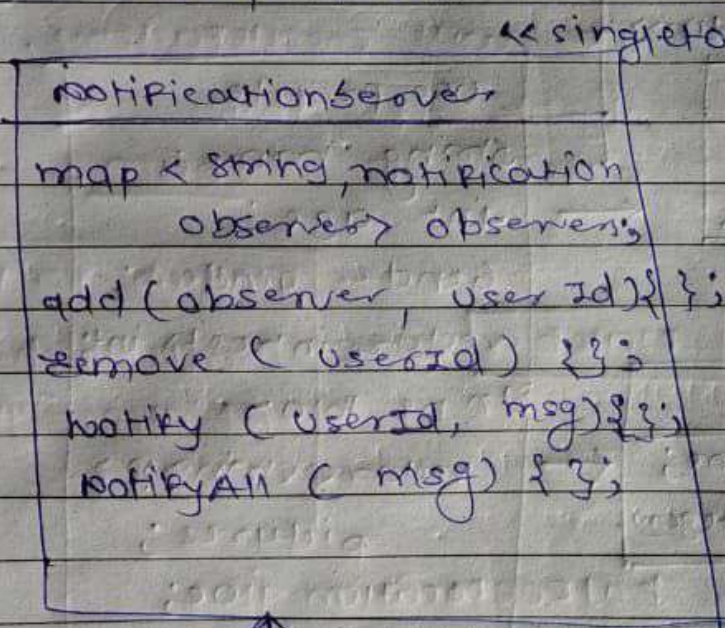 << singleto
NotificationServer
map < string, notification
observer> observers;
add (observer, user Id) { };
remove ( userId) {};
Notify (userId, msg){};
NotifyAll ( msg) { };